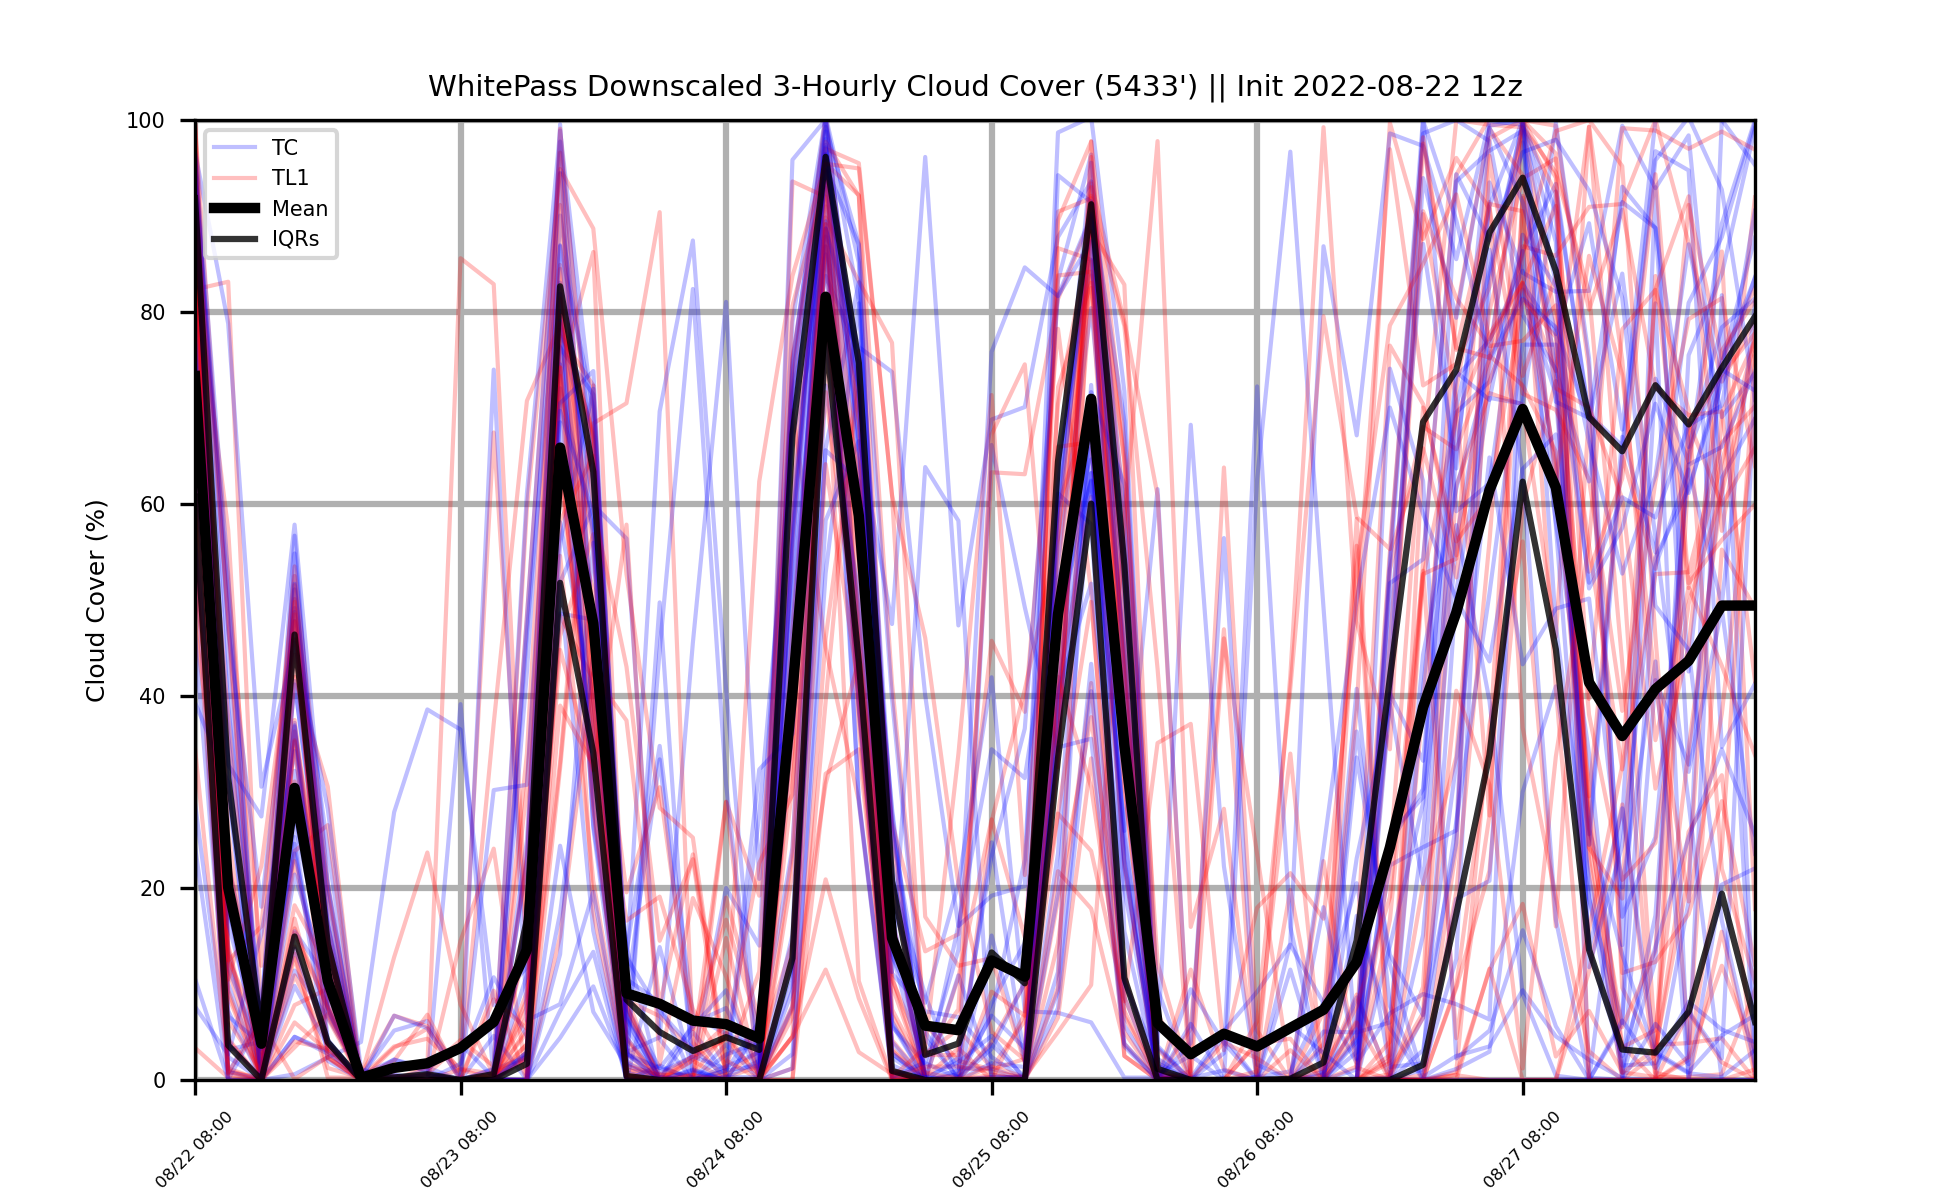 WhitePass Downscaled 3-Hourly Cloud Cover (5433') || Init 2022-08-22 12z
Cloud Cover (%)
100
80
60
40
20
0
TC
TL1
Mean
IQRs
08/22 08:00
08/23 08:00
08/24 08:00
08/25 08:00
08/26 08:00
08/27 08:00